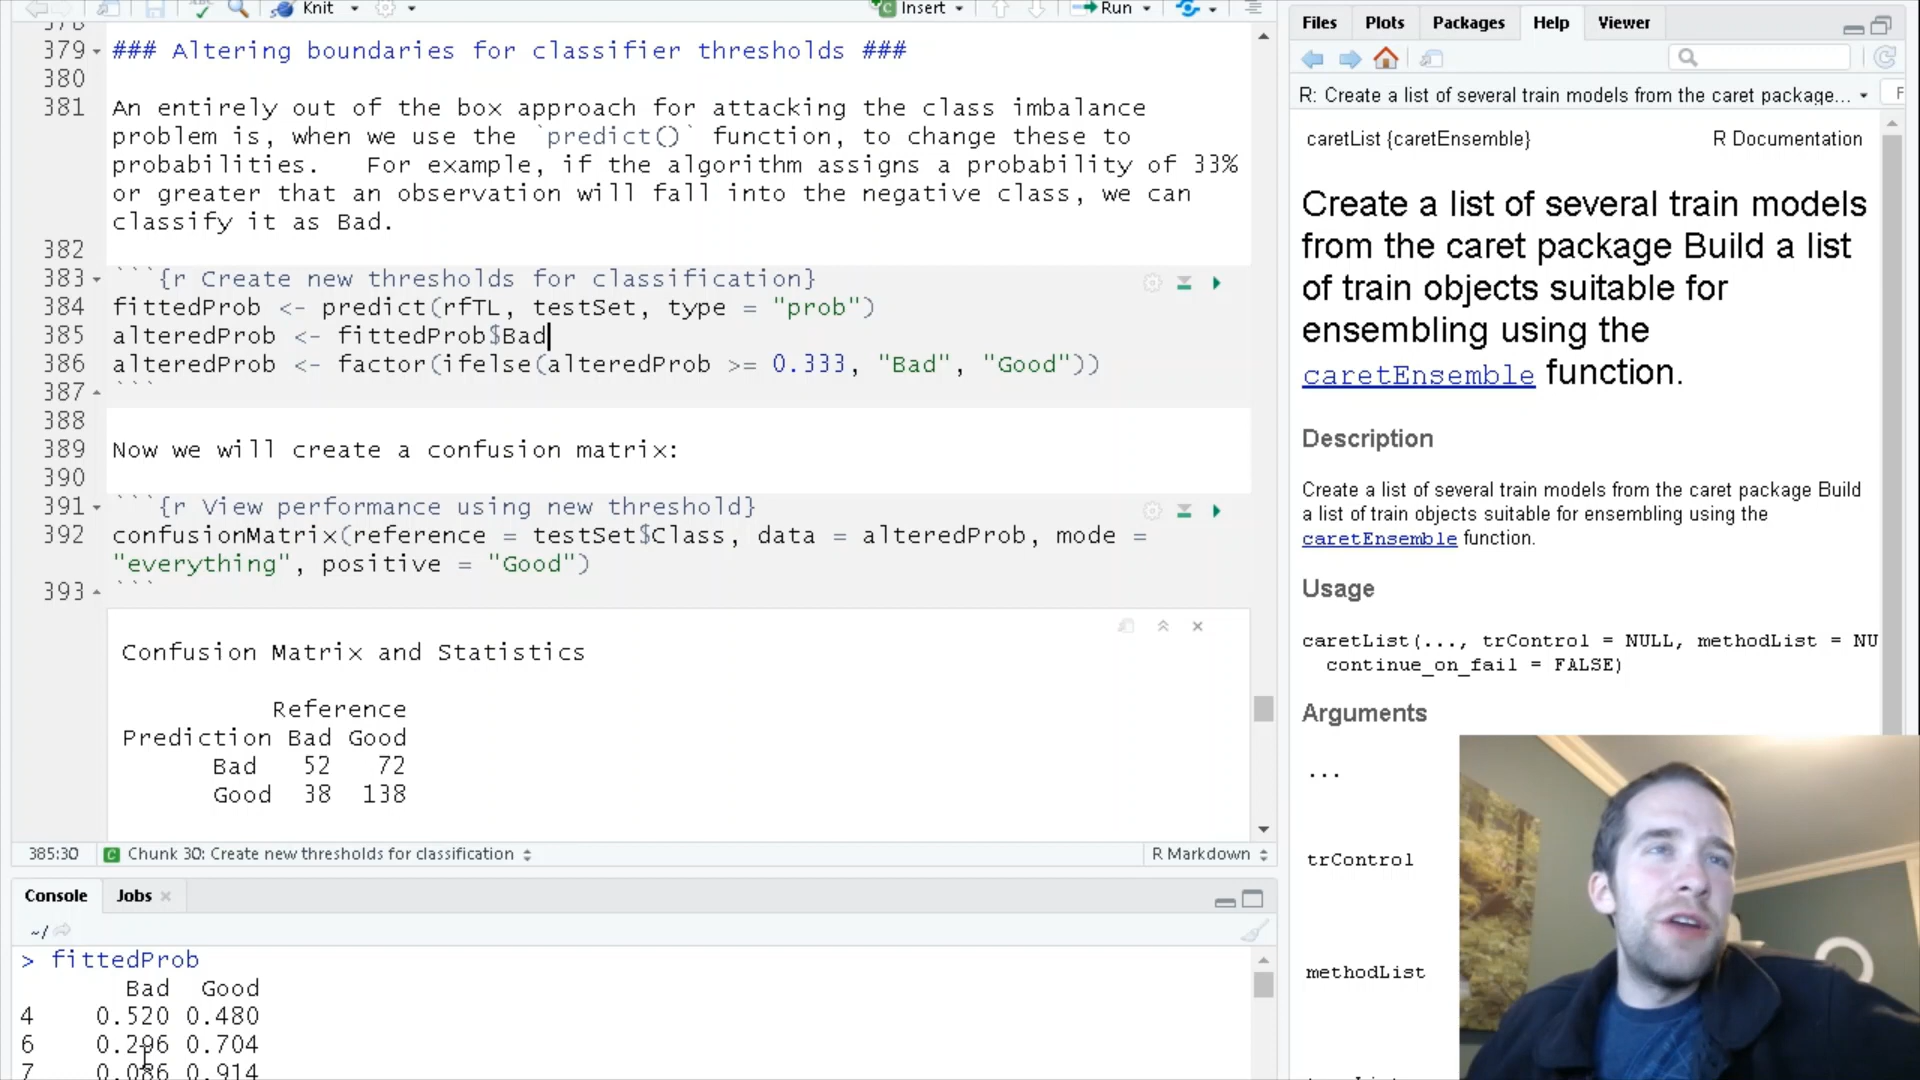 Knit
Insert
Run
379 ### Altering boundaries for classifier thresholds ###
380
381 An entirely out of the box approach for attacking the class imbalance
problem is, when we use the `predict()` function, to change these to
probabilities.   For example, if the algorithm assigns a probability of 33%
or greater that an observation will fall into the negative class, we can
classify it as Bad.
382
383 ```{r Create new thresholds for classification}
384 fittedProb <- predict(rfTL, testSet, type = "prob")
385 alteredProb <- fittedProb$Bad
386 alteredProb <- factor(ifelse(alteredProb >= 0.333, "Bad", "Good"))
387 ```
388
389 Now we will create a confusion matrix:
390
391 ```{r View performance using new threshold}
392 confusionMatrix(reference = testSet$Class, data = alteredProb, mode =
"everything", positive = "Good")
393 ```
Confusion Matrix and Statistics
Reference
Prediction Bad Good
Bad 52 72
Good 38 138
385:30 Chunk 30: Create new thresholds for classification R Markdown
Console Jobs
~/
> fittedProb
Bad Good
4 0.520 0.480
6 0.296 0.704
7 0.086 0.914
Files Plots Packages Help Viewer
R: Create a list of several train models from the caret package...
caretList {caretEnsemble} R Documentation
Create a list of several train models
from the caret package Build a list
of train objects suitable for
ensembling using the
caretEnsemble function.
Description
Create a list of several train models from the caret package Build
a list of train objects suitable for ensembling using the
caretEnsemble function.
Usage
caretList(..., trControl = NULL, methodList = NU
continue_on_fail = FALSE)
Arguments
...
trControl
methodList